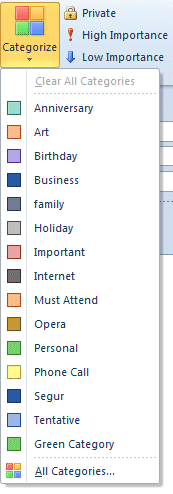 Categorize
Private
High Importance
Low Importance
Clear All Categories
Anniversary
Art
Birthday
Business
family
Holiday
Important
Internet
Must Attend
Opera
Personal
Phone Call
Segur
Tentative
Green Category
All Categories...